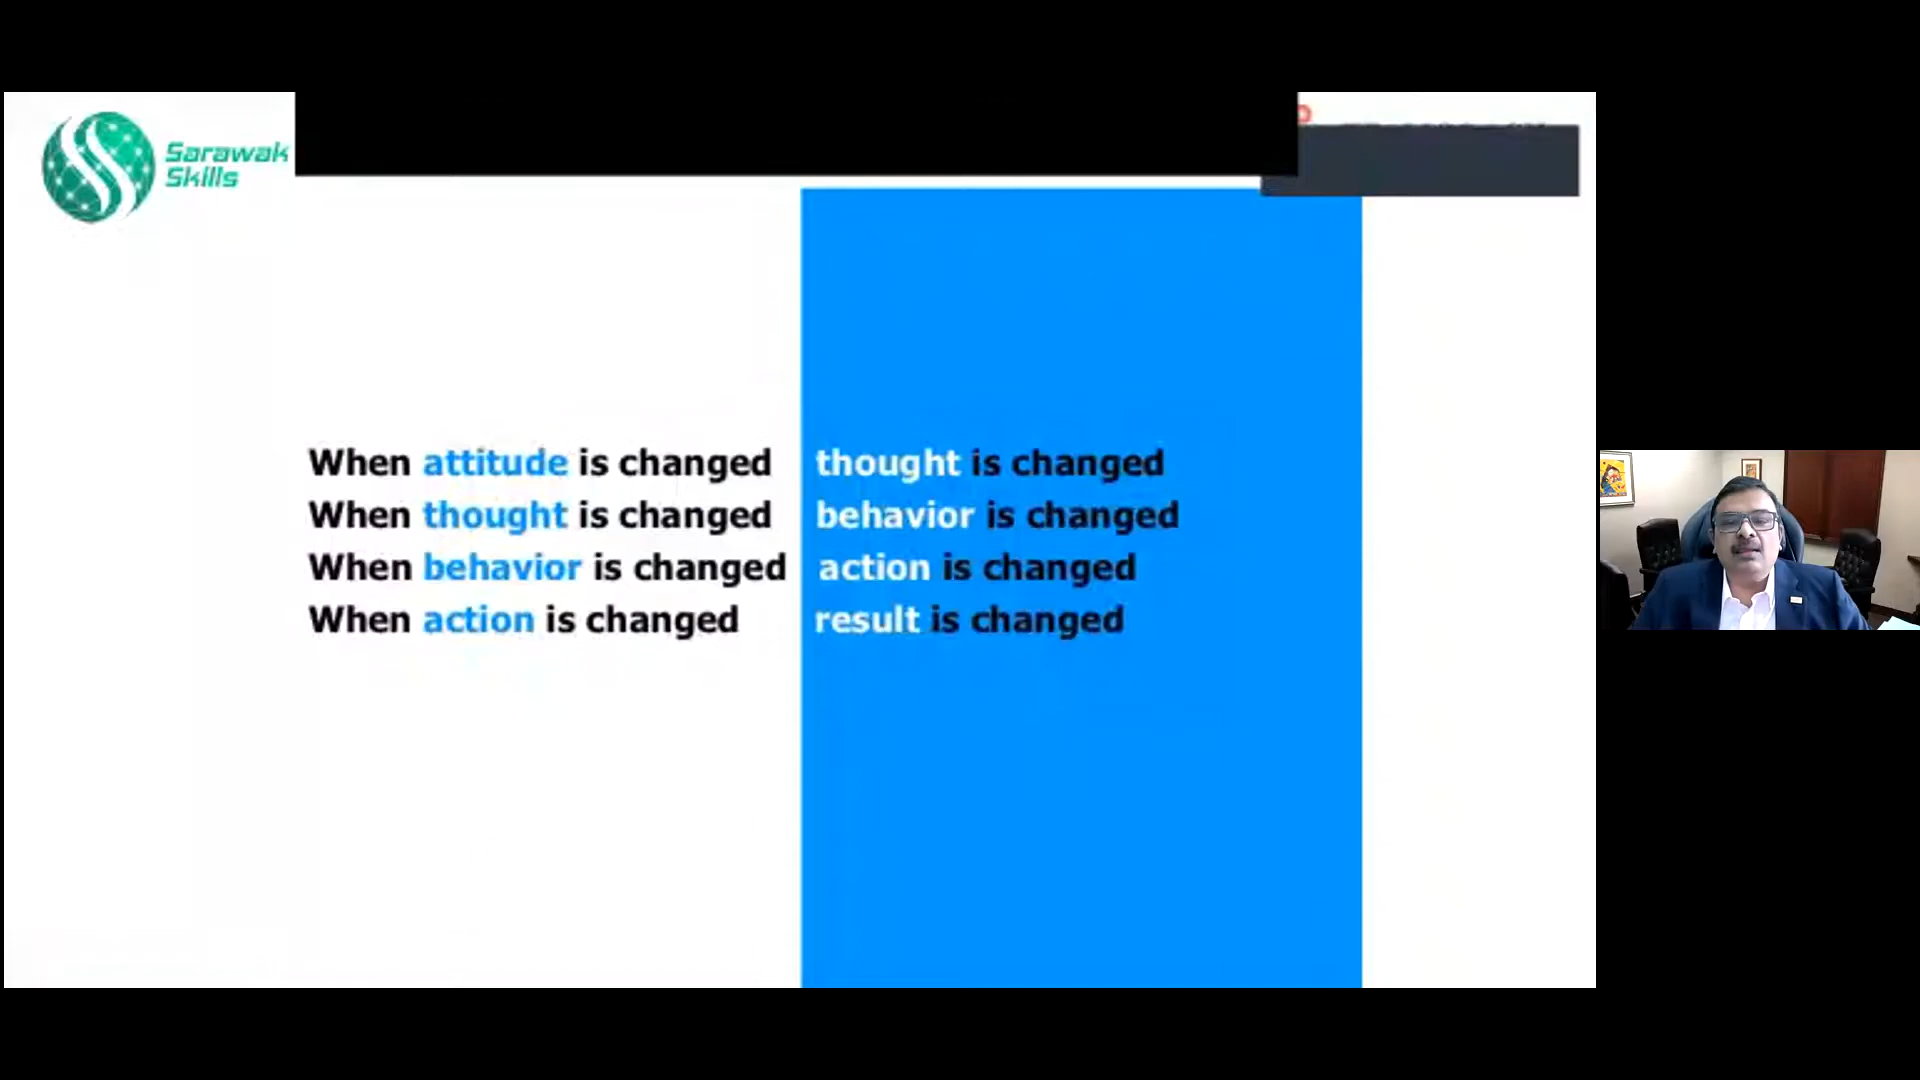 Sarawak
Skills
When attitude is changed thought is changed
When thought is changed behavior is changed
When behavior is changed action is changed
When action is changed result is changed